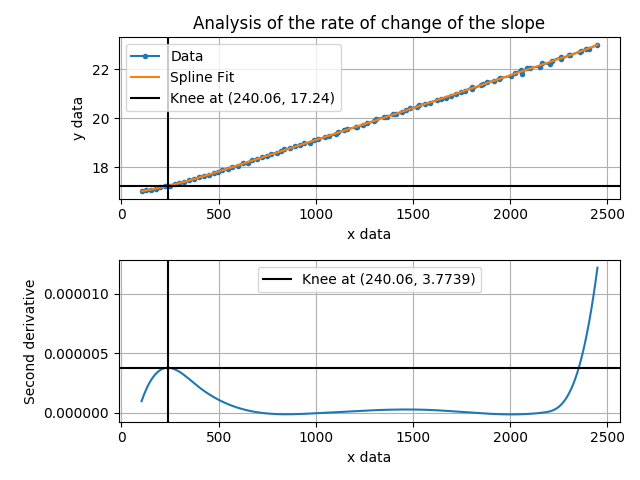 Analysis of the rate of change of the slope
Data
Spline Fit
Knee at (240.06, 17.24)
22
20
18
y data
0 500 1000 1500 2000 2500
x data
Knee at (240.06, 3.7739)
0.000010
0.000005
0.000000
Second derivative
0 500 1000 1500 2000 2500
x data